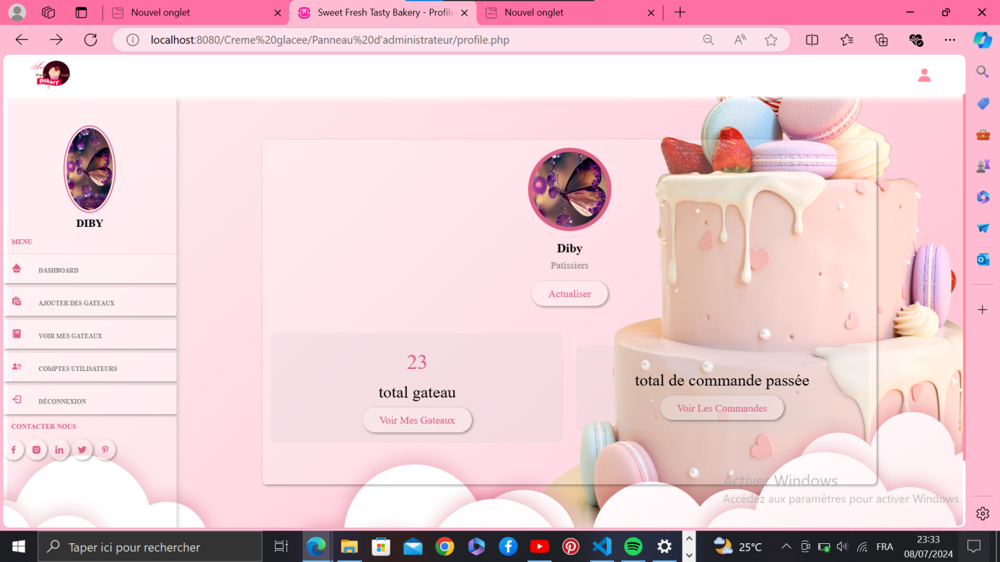 Nouvel onglet
Sweet Fresh Tasty Bakery - Profile
Nouvel onglet
localhost:8080/Creme%20glacee/Panneau%20d'administrateur/profile.php
Bakery
DIBY
MENU
DASHBOARD
AJOUTER DES GATEAUX
VOIR MES GATEAUX
COMPTES UTILISATEURS
DÉCONNEXION
CONTACTER NOUS
Diby
Patissiers
Actualiser
23
total gateau
Voir Mes Gateaux
total de commande passée
Voir Les Commandes
Activer Windows
Accédez aux paramètres pour activer Windows.
Taper ici pour rechercher
25°C
FRA
23:33
08/07/2024